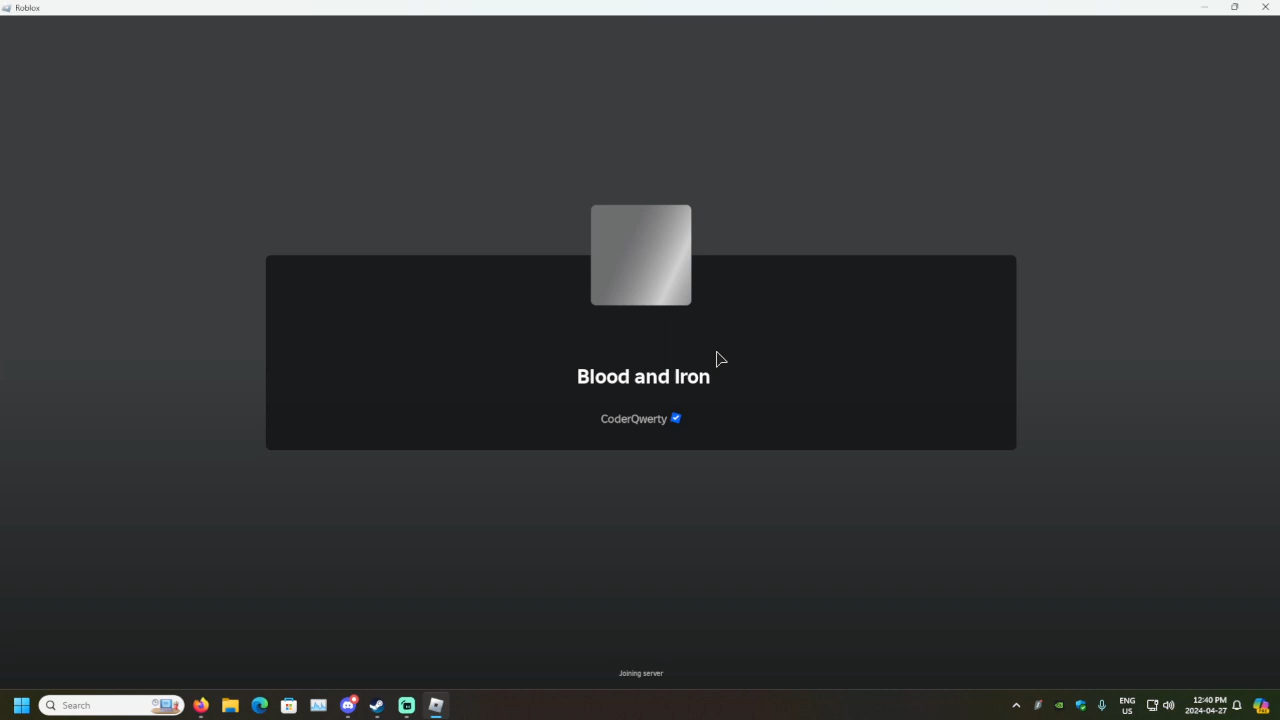 Roblox
Blood and Iron
CoderQwerty
Joining server
Search
ENG
US
12:40 PM
2024-04-27